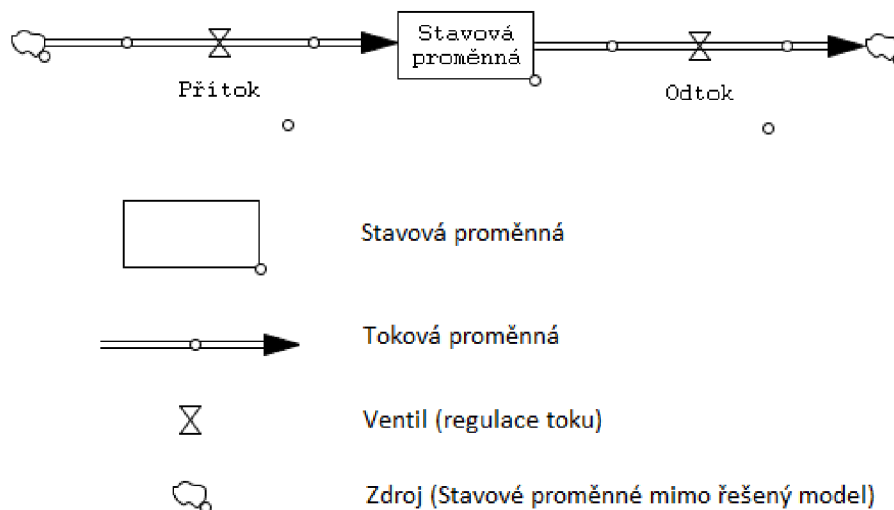 Stavová
proměnná
Přítok
Odtok
Stavová proměnná
Toková proměnná
Ventil (regulace toku)
Zdroj (Stavové proměnné mimo řešený model)